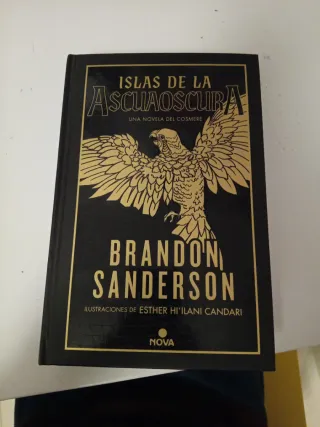 ISLAS DE LA
ASCUAOSCURA
UNA NOVELA DEL COSMERE
BRANDON
SANDERSON
ILUSTRACIONES DE ESTHER HI'ILANI CANDARI
NOVA